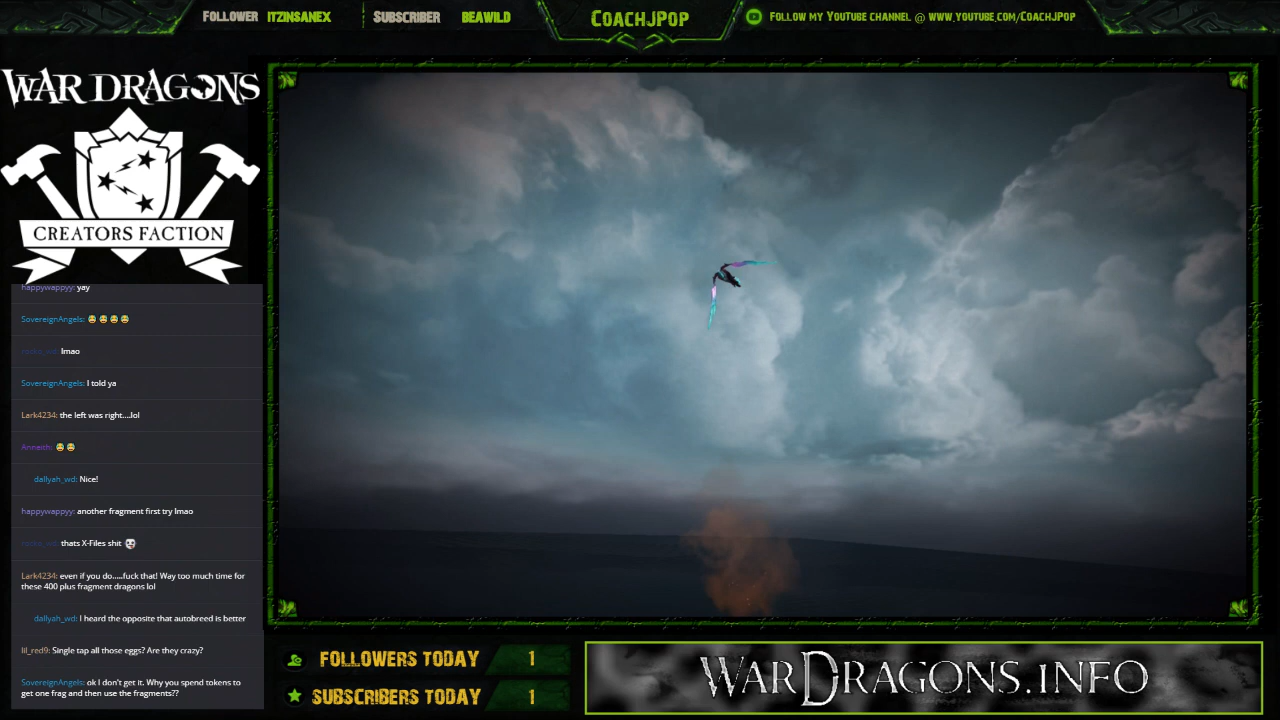 Follower ITZINSANEX Subscriber BEAWILD
CoachJPop
Follow my YouTube channel @ www.youtube.com/CoachJPop
WAR DRAGONS
CREATORS FACTION
happywappyy: yay
SovereignAngels:
lmao
SovereignAngels: I told ya
Lark4234: the left was right....lol
Anneith:
dallyah_wd: Nice!
happywappyy: another fragment first try lmao
thats X-Files shit
Lark4234: even if you do.....fuck that! Way too much time for
these 400 plus fragment dragons lol
dallyah_wd: I heard the opposite that autobreed is better
lil_red9: Single tap all those eggs? Are they crazy?
SovereignAngels: ok I don't get it. Why you spend tokens to
get one frag and then use the fragments??
Followers Today 1
Subscribers Today 1
WarDragons.info